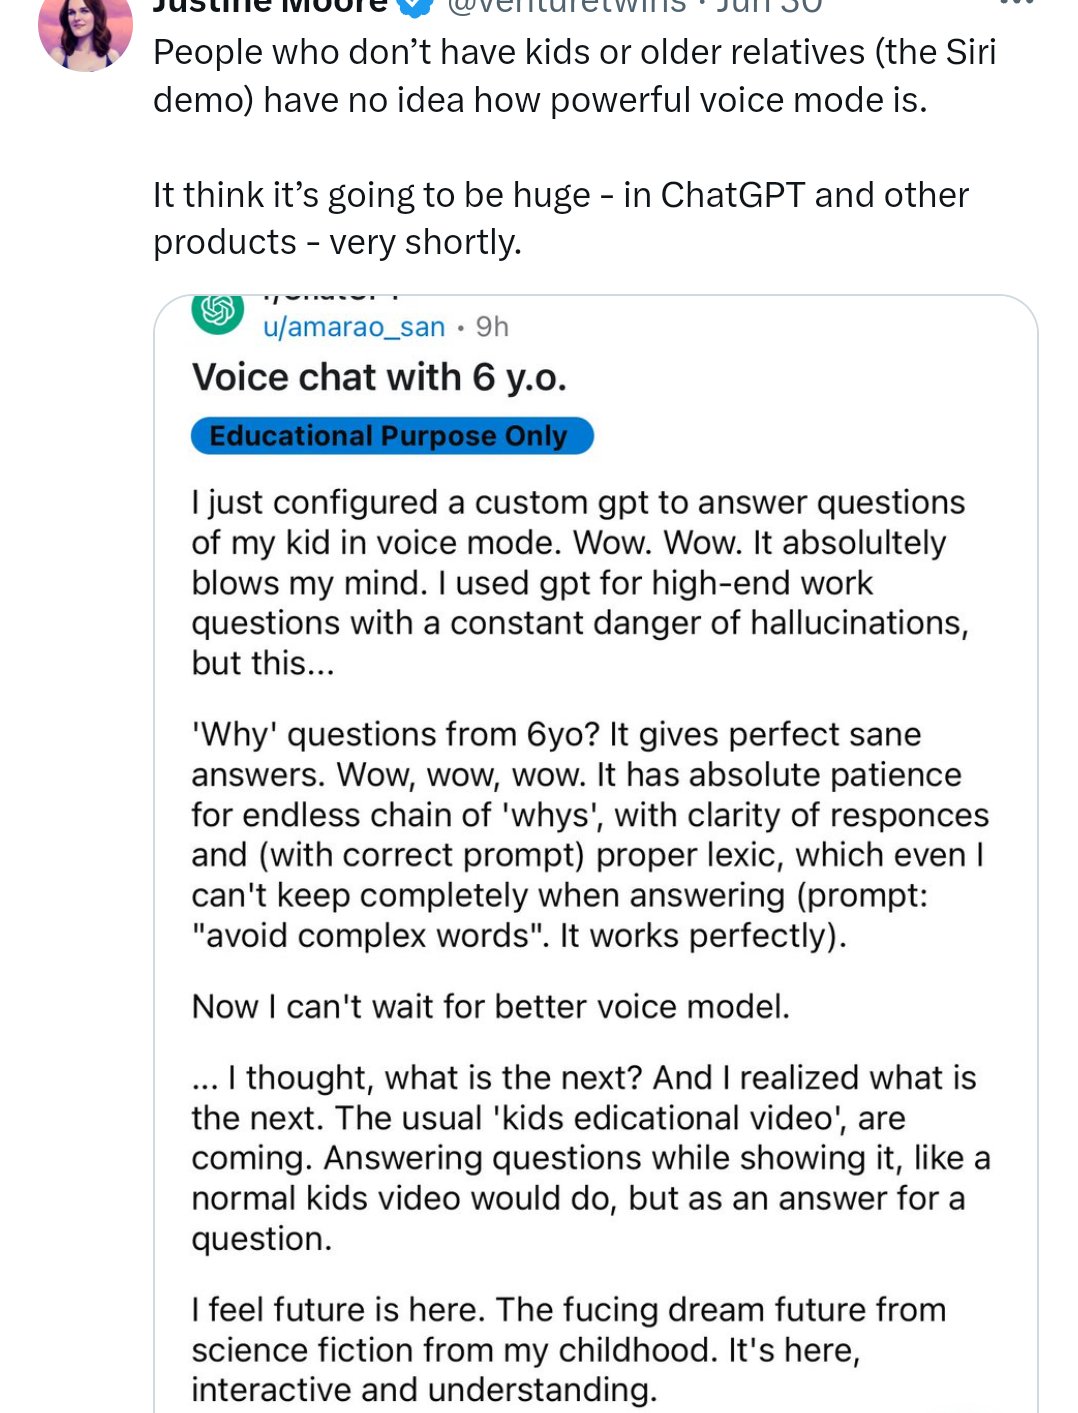 Justine Moore @venturetwins · Jun 30
People who don’t have kids or older relatives (the Siri
demo) have no idea how powerful voice mode is.
It think it’s going to be huge - in ChatGPT and other
products - very shortly.
r/ChatGPT
u/amarao_san • 9h
Voice chat with 6 y.o.
Educational Purpose Only
I just configured a custom gpt to answer questions
of my kid in voice mode. Wow. Wow. It absolultely
blows my mind. I used gpt for high-end work
questions with a constant danger of hallucinations,
but this...
'Why' questions from 6yo? It gives perfect sane
answers. Wow, wow, wow. It has absolute patience
for endless chain of 'whys', with clarity of responces
and (with correct prompt) proper lexic, which even I
can't keep completely when answering (prompt:
"avoid complex words". It works perfectly).
Now I can't wait for better voice model.
... I thought, what is the next? And I realized what is
the next. The usual 'kids edicational video', are
coming. Answering questions while showing it, like a
normal kids video would do, but as an answer for a
question.
I feel future is here. The fucing dream future from
science fiction from my childhood. It's here,
interactive and understanding.